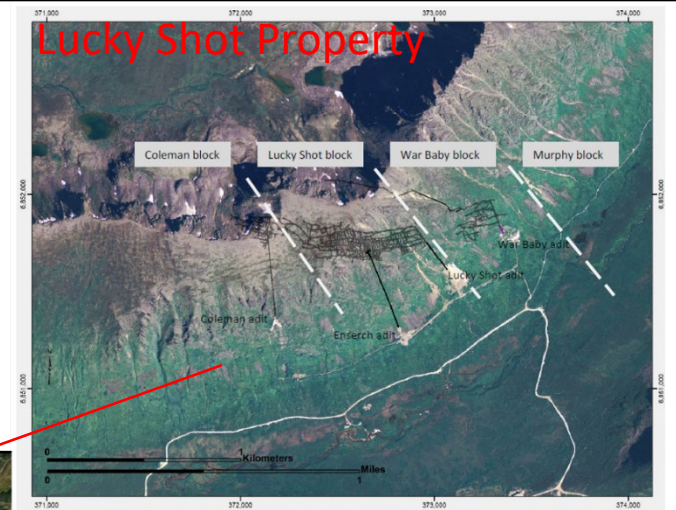 371,000 372,000 373,000 374,000
Lucky Shot Property
Coleman block Lucky Shot block War Baby block Murphy block
6,852,000 6,852,000
War Baby adit
Lucky Shot adit
Coleman adit
Enserch adit
6,851,000 6,851,000
0 1
Kilometers
Miles
0 1
371,000 372,000 373,000 374,000